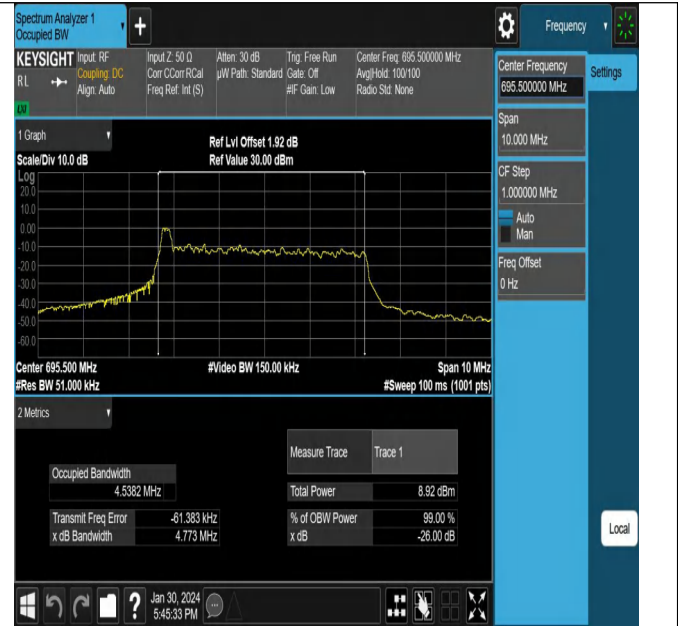 Spectrum Analyzer 1
Occupied BW
Frequency
KEYSIGHT
RL
LXI
Input: RF
Coupling: DC
Align: Auto
Input Z: 50 Ω
Corr CCorr RCal
Freq Ref: Int (S)
Atten: 30 dB
µW Path: Standard
Trig: Free Run
Gate: Off
#IF Gain: Low
Center Freq: 695.500000 MHz
Avg|Hold: 100/100
Radio Std: None
1 Graph
Scale/Div 10.0 dB
Ref Lvl Offset 1.92 dB
Ref Value 30.00 dBm
Log
20.0
10.0
0.00
-10.0
-20.0
-30.0
-40.0
-50.0
-60.0
Center 695.500 MHz
#Res BW 51.000 kHz
#Video BW 150.00 kHz
Span 10 MHz
#Sweep 100 ms (1001 pts)
2 Metrics
Occupied Bandwidth
4.5382 MHz
Transmit Freq Error -61.383 kHz
x dB Bandwidth 4.773 MHz
Measure Trace Trace 1
Total Power 8.92 dBm
% of OBW Power 99.00 %
x dB -26.00 dB
Center Frequency
695.500000 MHz
Settings
Span
10.000 MHz
CF Step
1.000000 MHz
Auto
Man
Freq Offset
0 Hz
Local
?
Jan 30, 2024
5:45:33 PM